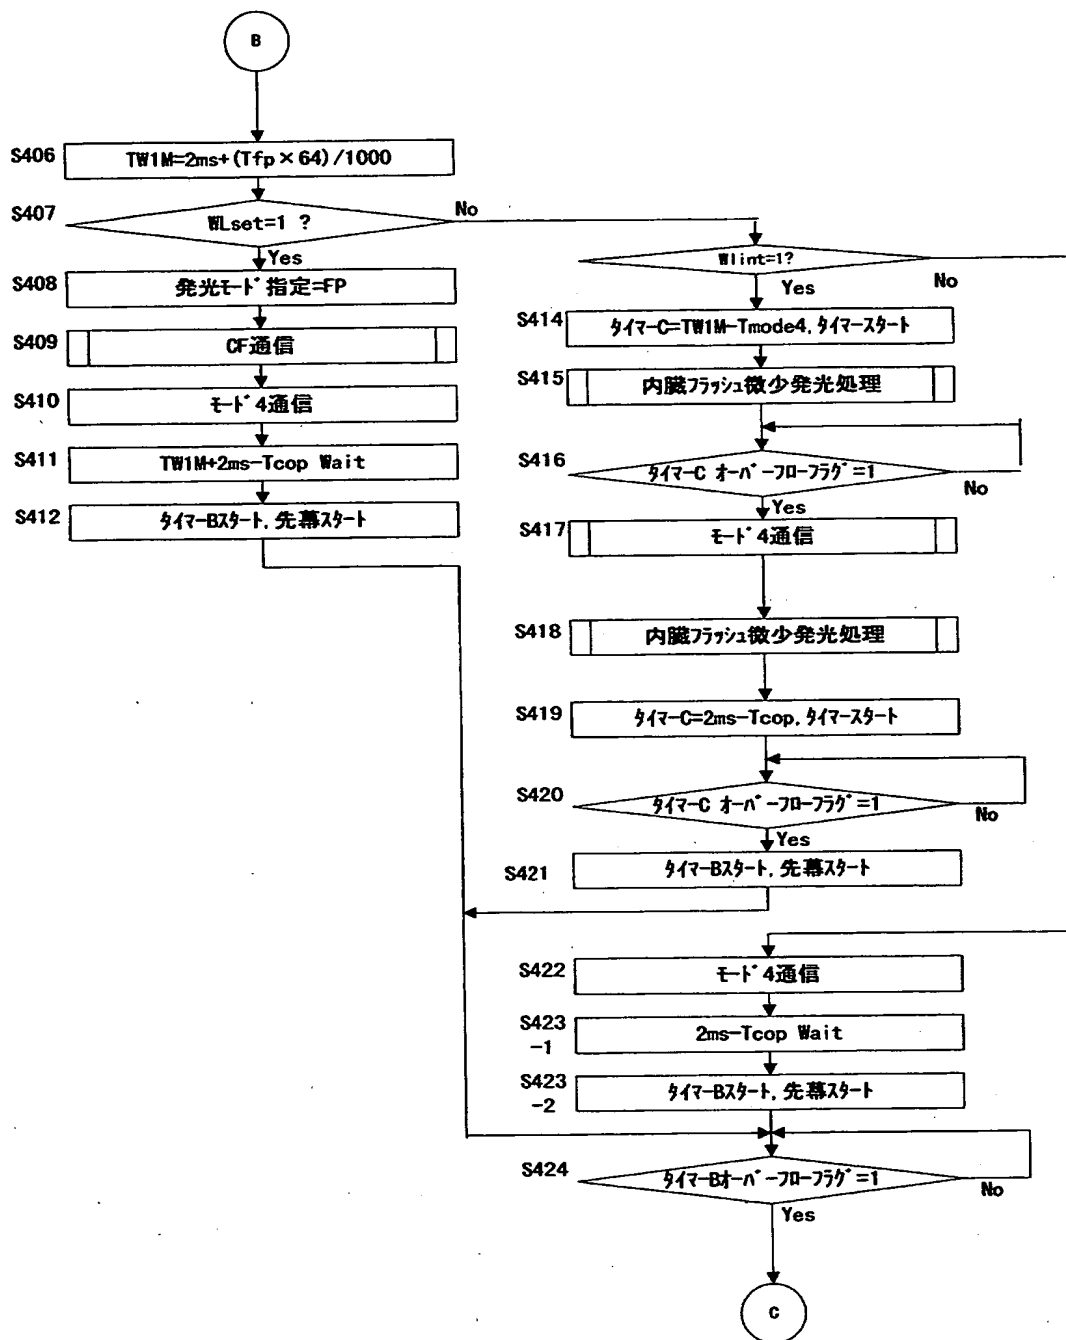 B
S406 TW1M=2ms+(Tfp×64)/1000
S407 WLset=1 ?
No
Yes
S408 発光ﾓｰﾄﾞ指定=FP
S409 CF通信
S410 ﾓｰﾄﾞ4通信
S411 TW1M+2ms-Tcop Wait
S412 ﾀｲﾏｰBｽﾀｰﾄ, 先幕ｽﾀｰﾄ
Wlint=1?
No
Yes
S414 ﾀｲﾏｰC=TW1M-Tmode4, ﾀｲﾏｰｽﾀｰﾄ
S415 内臓ﾌﾗｯｼｭ微少発光処理
S416 ﾀｲﾏｰC ｵｰﾊﾞｰﾌﾛｰﾌﾗｸﾞ=1
No
Yes
S417 ﾓｰﾄﾞ4通信
S418 内臓ﾌﾗｯｼｭ微少発光処理
S419 ﾀｲﾏｰC=2ms-Tcop, ﾀｲﾏｰｽﾀｰﾄ
S420 ﾀｲﾏｰC ｵｰﾊﾞｰﾌﾛｰﾌﾗｸﾞ=1
No
Yes
S421 ﾀｲﾏｰBｽﾀｰﾄ, 先幕ｽﾀｰﾄ
S422 ﾓｰﾄﾞ4通信
S423-1 2ms-Tcop Wait
S423-2 ﾀｲﾏｰBｽﾀｰﾄ, 先幕ｽﾀｰﾄ
S424 ﾀｲﾏｰBｵｰﾊﾞｰﾌﾛｰﾌﾗｸﾞ=1
No
Yes
C